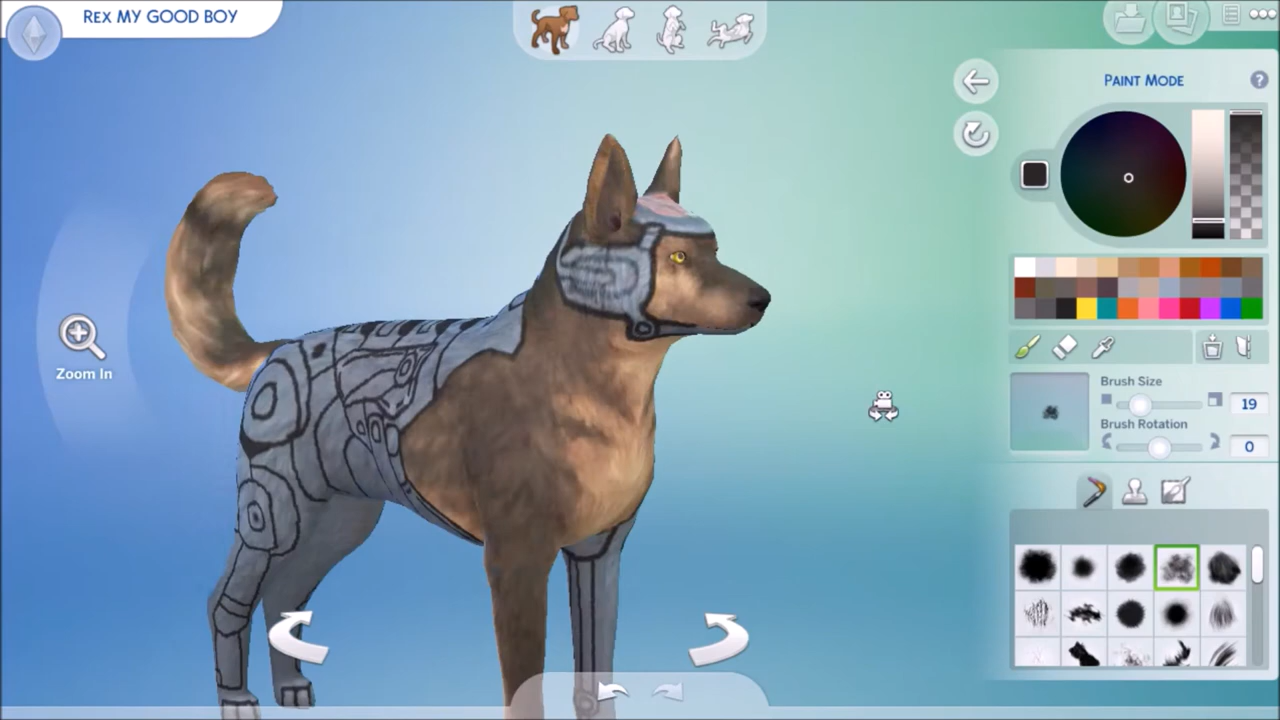 Rex MY GOOD BOY
PAINT MODE
?
Zoom In
Brush Size
19
Brush Rotation
0